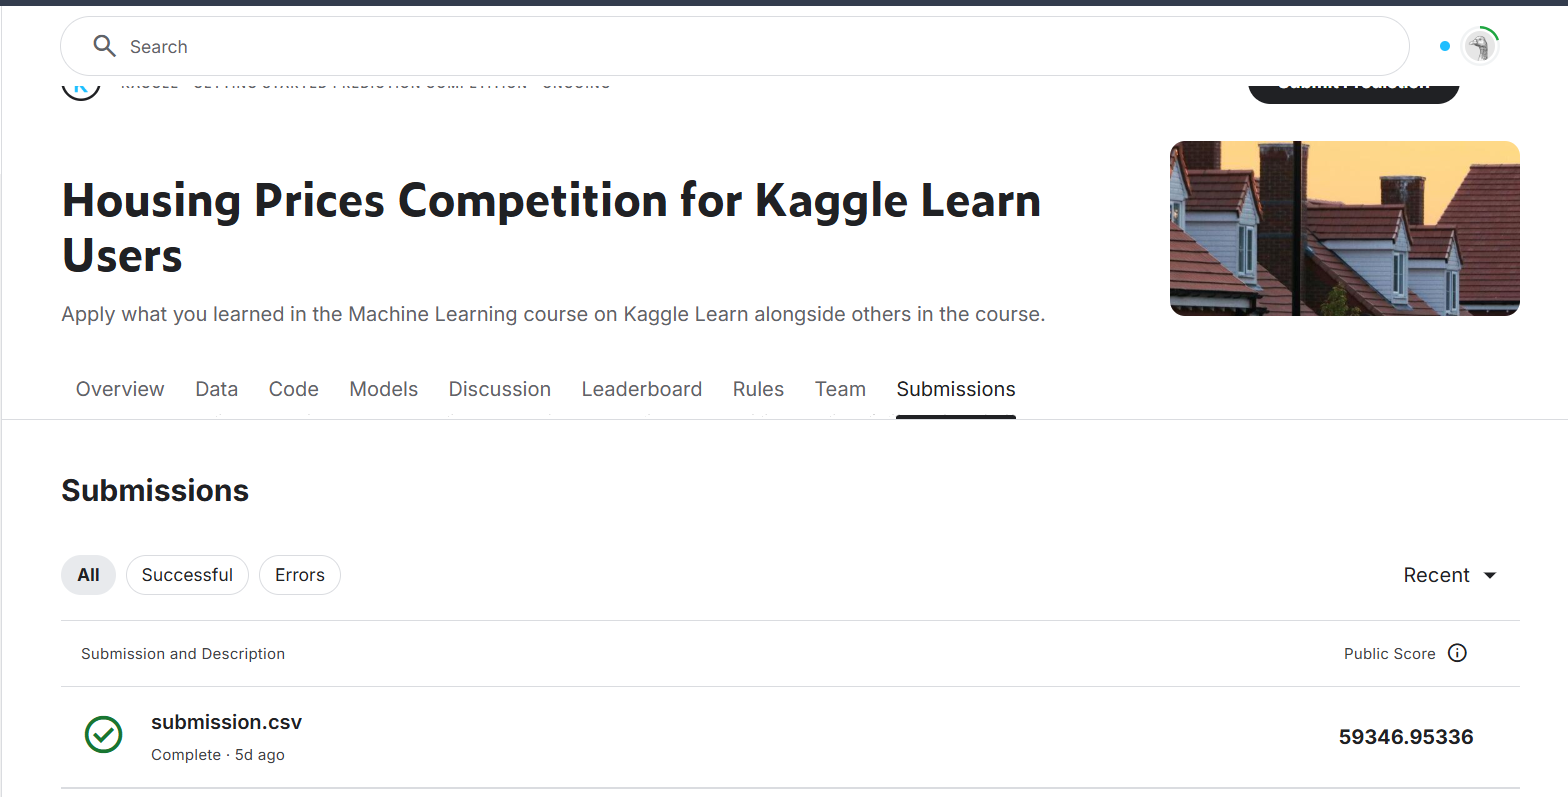 Search
Housing Prices Competition for Kaggle Learn
Users
Apply what you learned in the Machine Learning course on Kaggle Learn alongside others in the course.
Overview Data Code Models Discussion Leaderboard Rules Team Submissions
Submissions
All Successful Errors Recent
Submission and Description Public Score
submission.csv
Complete · 5d ago
59346.95336